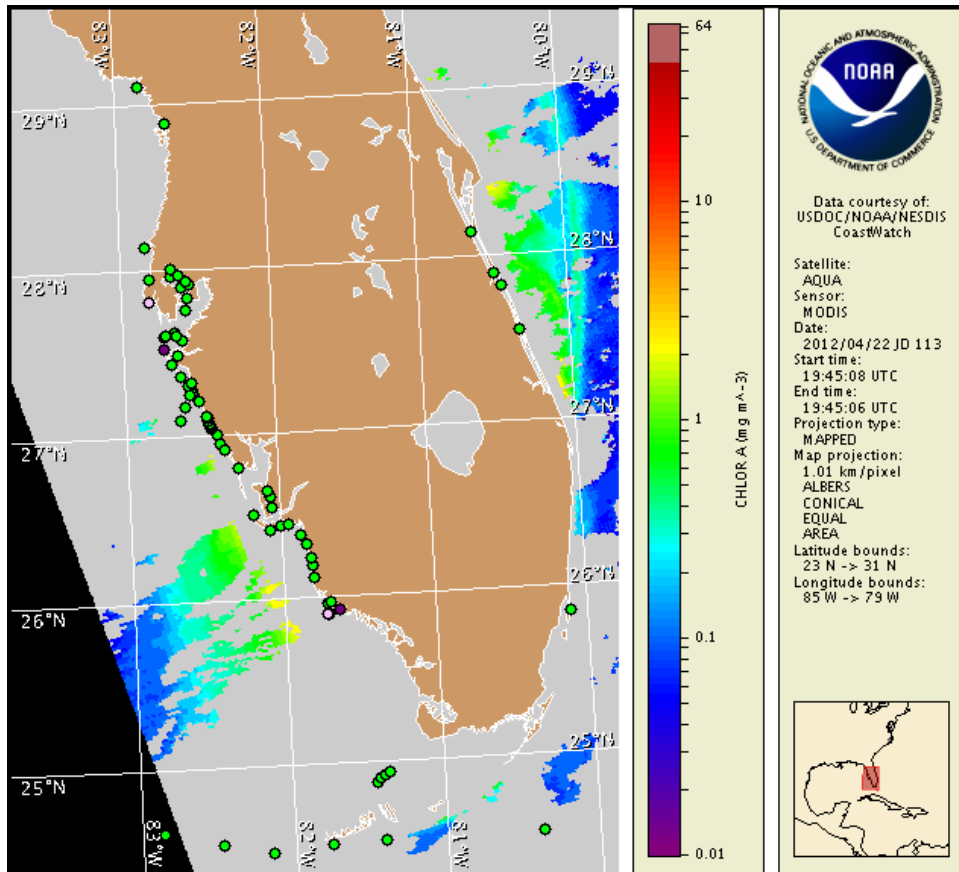 83°W
82°W
81°W
80°W
29°N
29°N
28°N
28°N
27°N
27°N
26°N
26°N
25°N
25°N
83°W
82°W
81°W
64
10
1
0.1
0.01
CHLOR A (mg m^-3)
NATIONAL OCEANIC AND ATMOSPHERIC ADMINISTRATION
NOAA
U.S. DEPARTMENT OF COMMERCE
Data courtesy of:
USDOC/NOAA/NESDIS
CoastWatch
Satellite:
AQUA
Sensor:
MODIS
Date:
2012/04/22 JD 113
Start time:
19:45:08 UTC
End time:
19:45:06 UTC
Projection type:
MAPPED
Map projection:
1.01 km/pixel
ALBERS
CONICAL
EQUAL
AREA
Latitude bounds:
23 N -> 31 N
Longitude bounds:
85 W -> 79 W